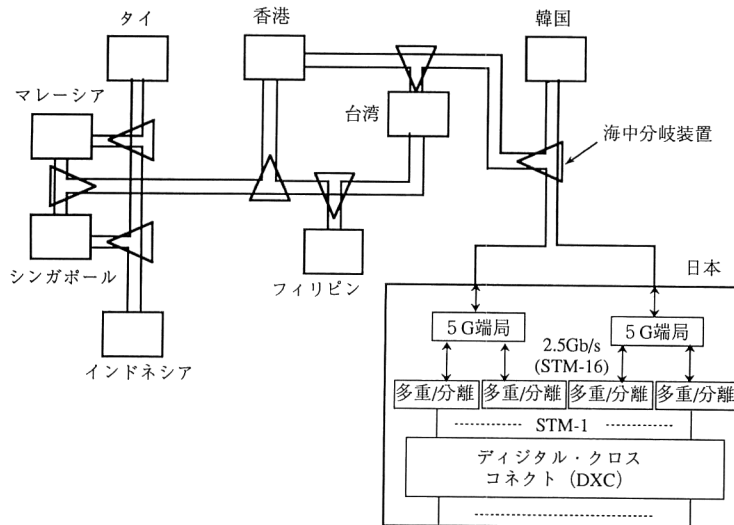 タイ
香港
韓国
マレーシア
台湾
海中分岐装置
シンガポール
フィリピン
インドネシア
日本
5G端局
5G端局
2.5Gb/s
(STM-16)
多重/分離
多重/分離
多重/分離
多重/分離
STM-1
ディジタル・クロス
コネクト(DXC)